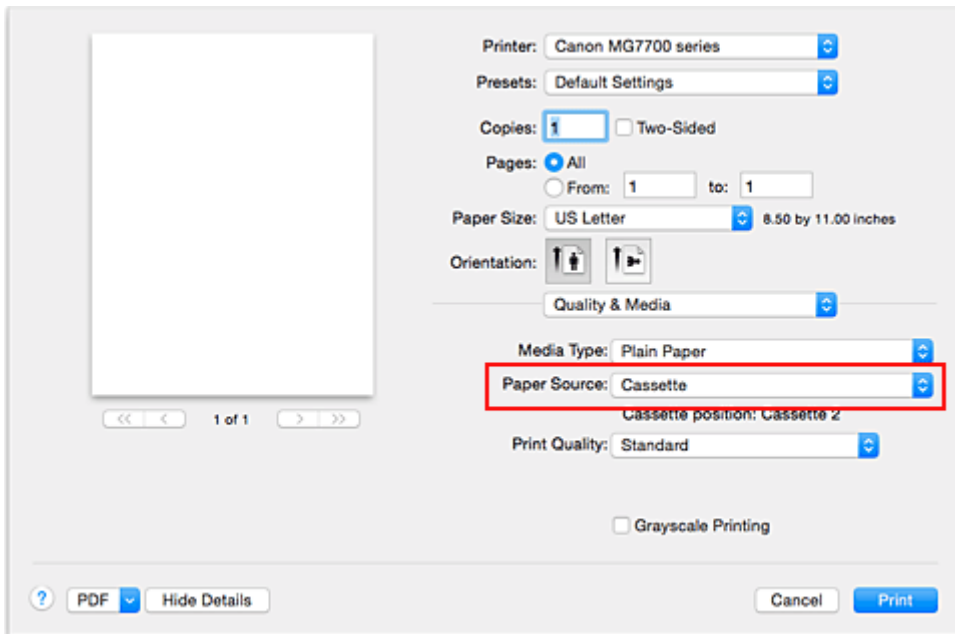 Printer: Canon MG7700 series
Presets: Default Settings
Copies: 1 Two-Sided
Pages: All
From: 1 to: 1
Paper Size: US Letter 8.50 by 11.00 inches
Orientation:
Quality & Media
Media Type: Plain Paper
Paper Source: Cassette
Cassette position: Cassette 2
Print Quality: Standard
Grayscale Printing
<< < 1 of 1 > >>
? PDF Hide Details Cancel Print